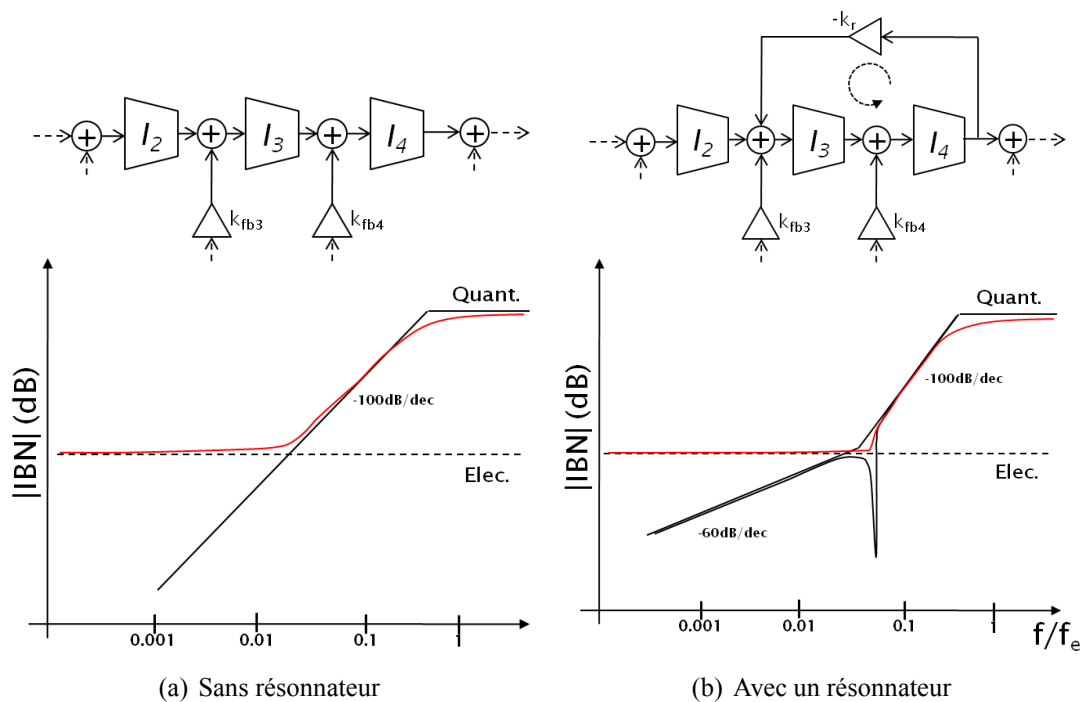 + I2 + I3 + I4 +
kfb3 kfb4
|IBN| (dB)
Quant.
-100dB/dec
Elec.
0.001 0.01 0.1 1
(a) Sans résonnateur
-kr
+ I2 + I3 + I4 +
kfb3 kfb4
|IBN| (dB)
Quant.
-100dB/dec
Elec.
-60dB/dec
0.001 0.01 0.1 1
f/fe
(b) Avec un résonnateur